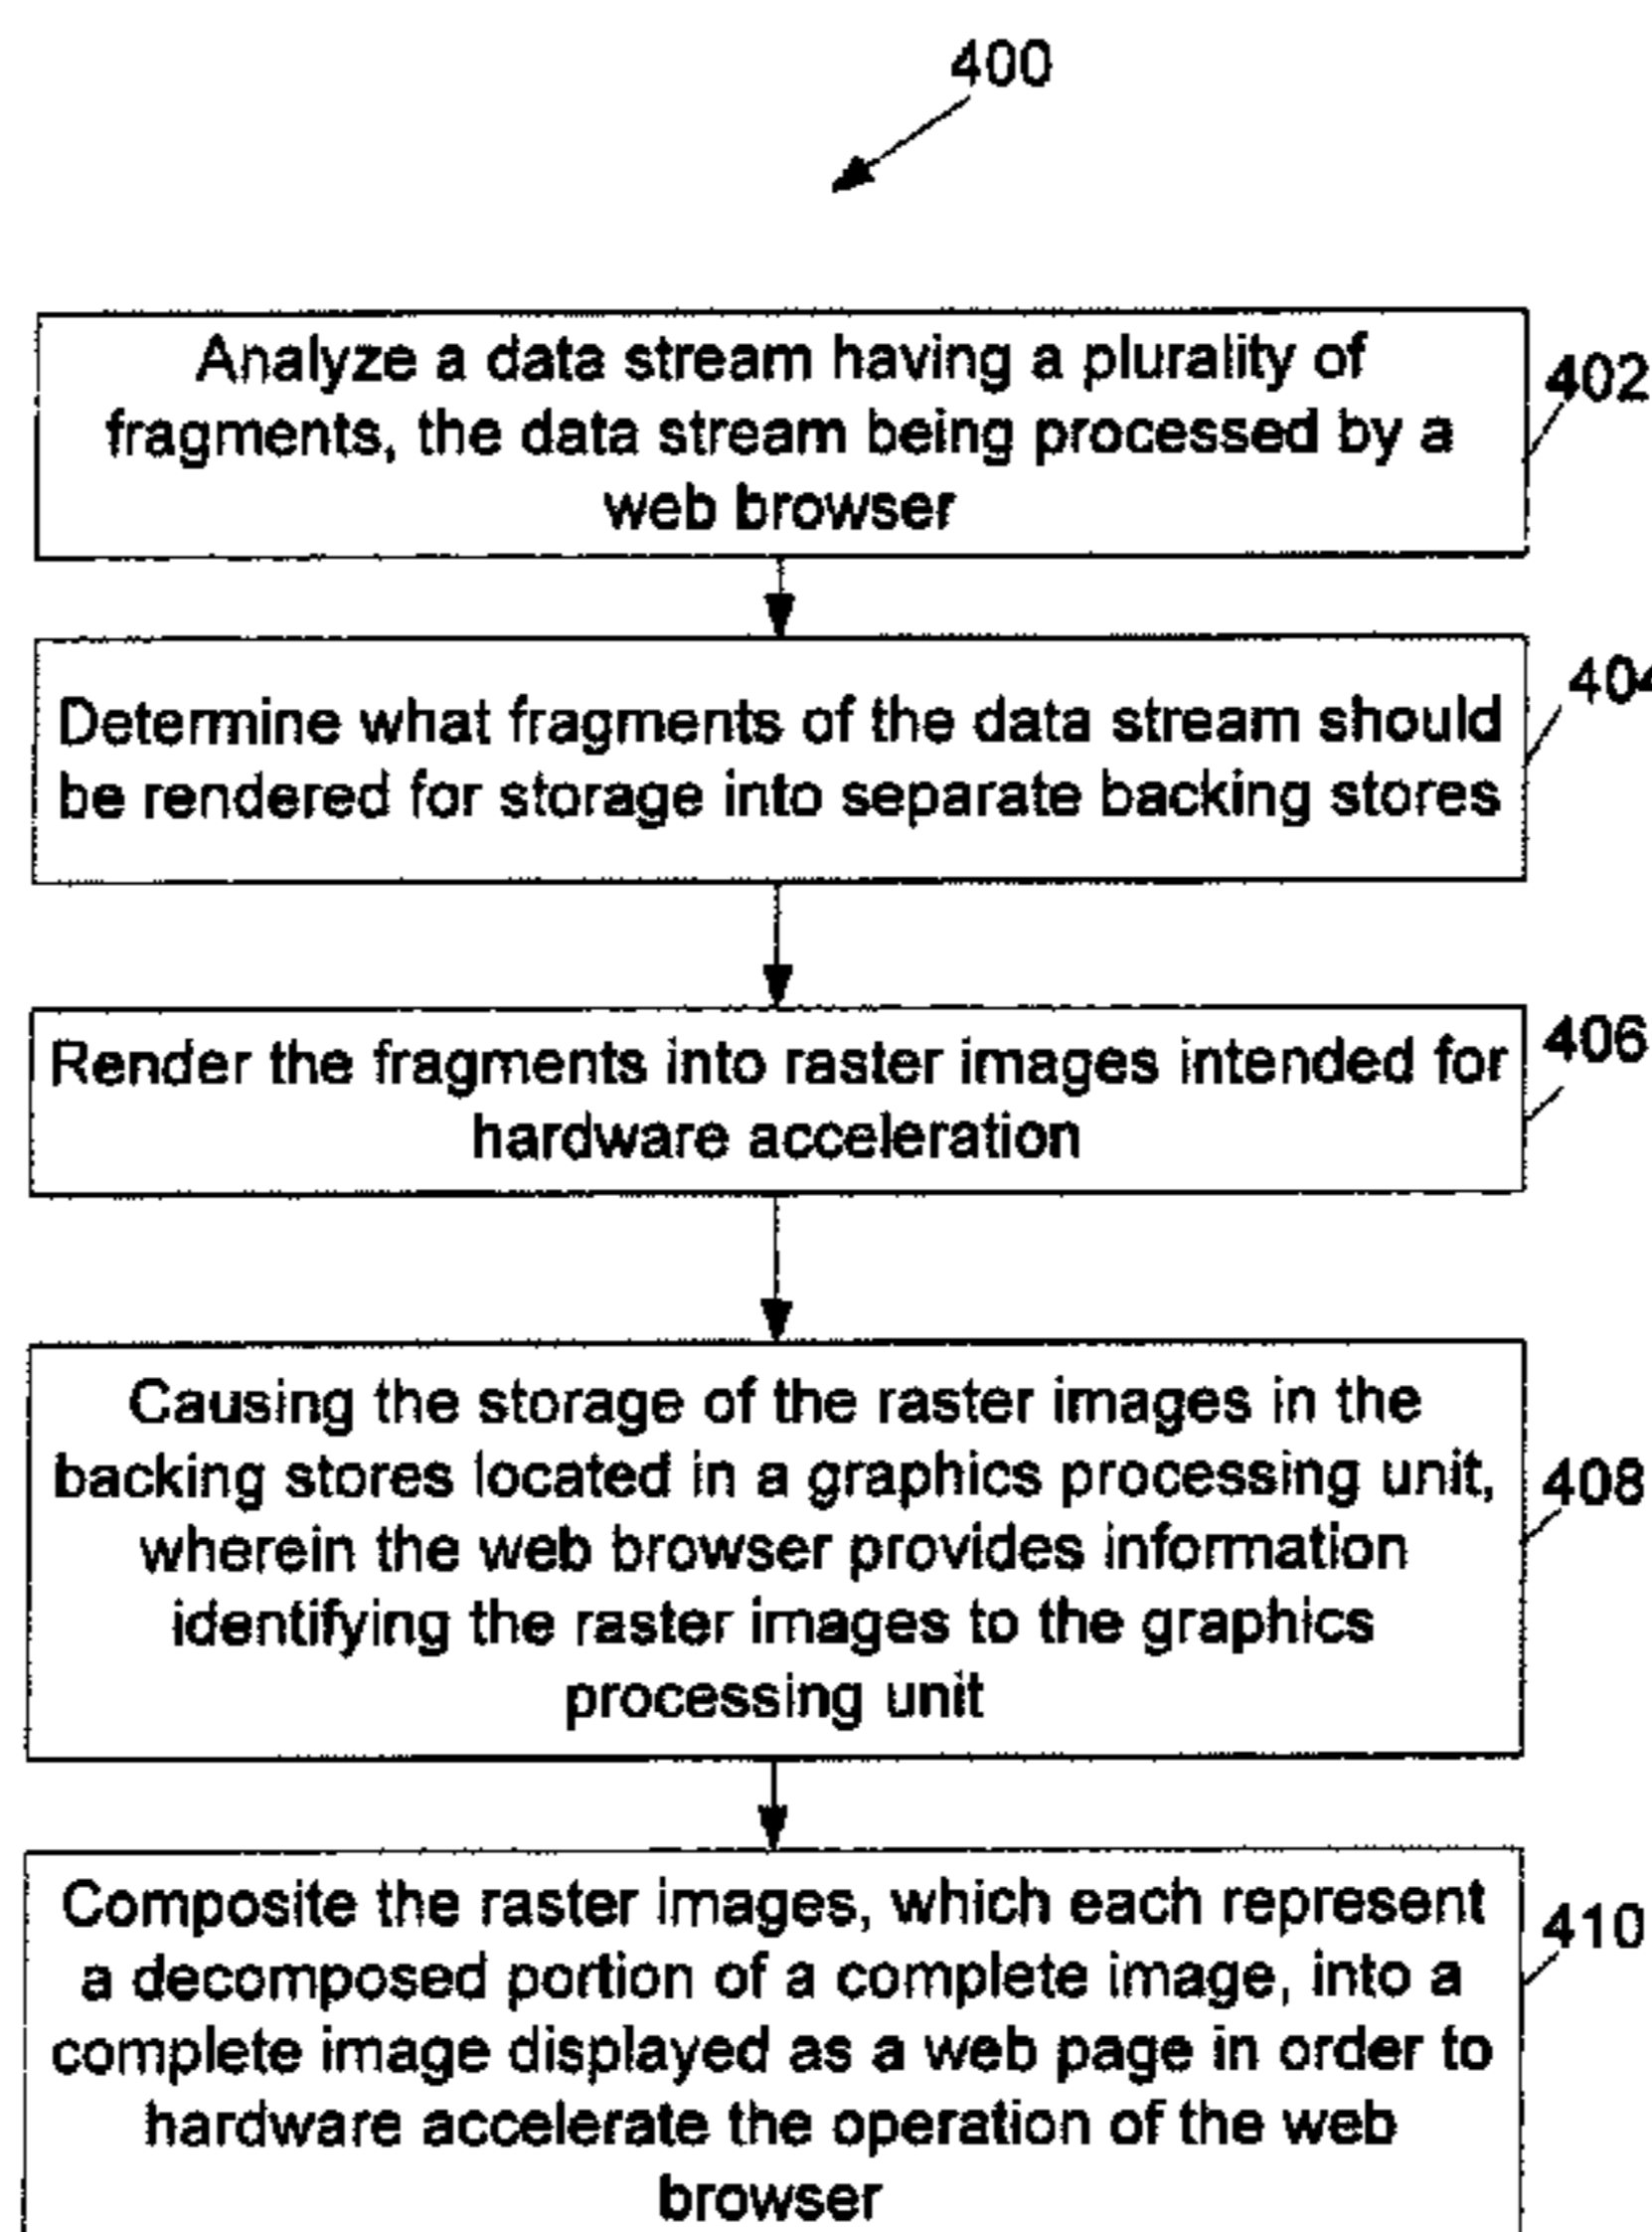 400
Analyze a data stream having a plurality of
fragments, the data stream being processed by a
web browser
402
Determine what fragments of the data stream should
be rendered for storage into separate backing stores
404
Render the fragments into raster images intended for
hardware acceleration
406
Causing the storage of the raster images in the
backing stores located in a graphics processing unit,
wherein the web browser provides information
identifying the raster images to the graphics
processing unit
408
Composite the raster images, which each represent
a decomposed portion of a complete image, into a
complete image displayed as a web page in order to
hardware accelerate the operation of the web
browser
410